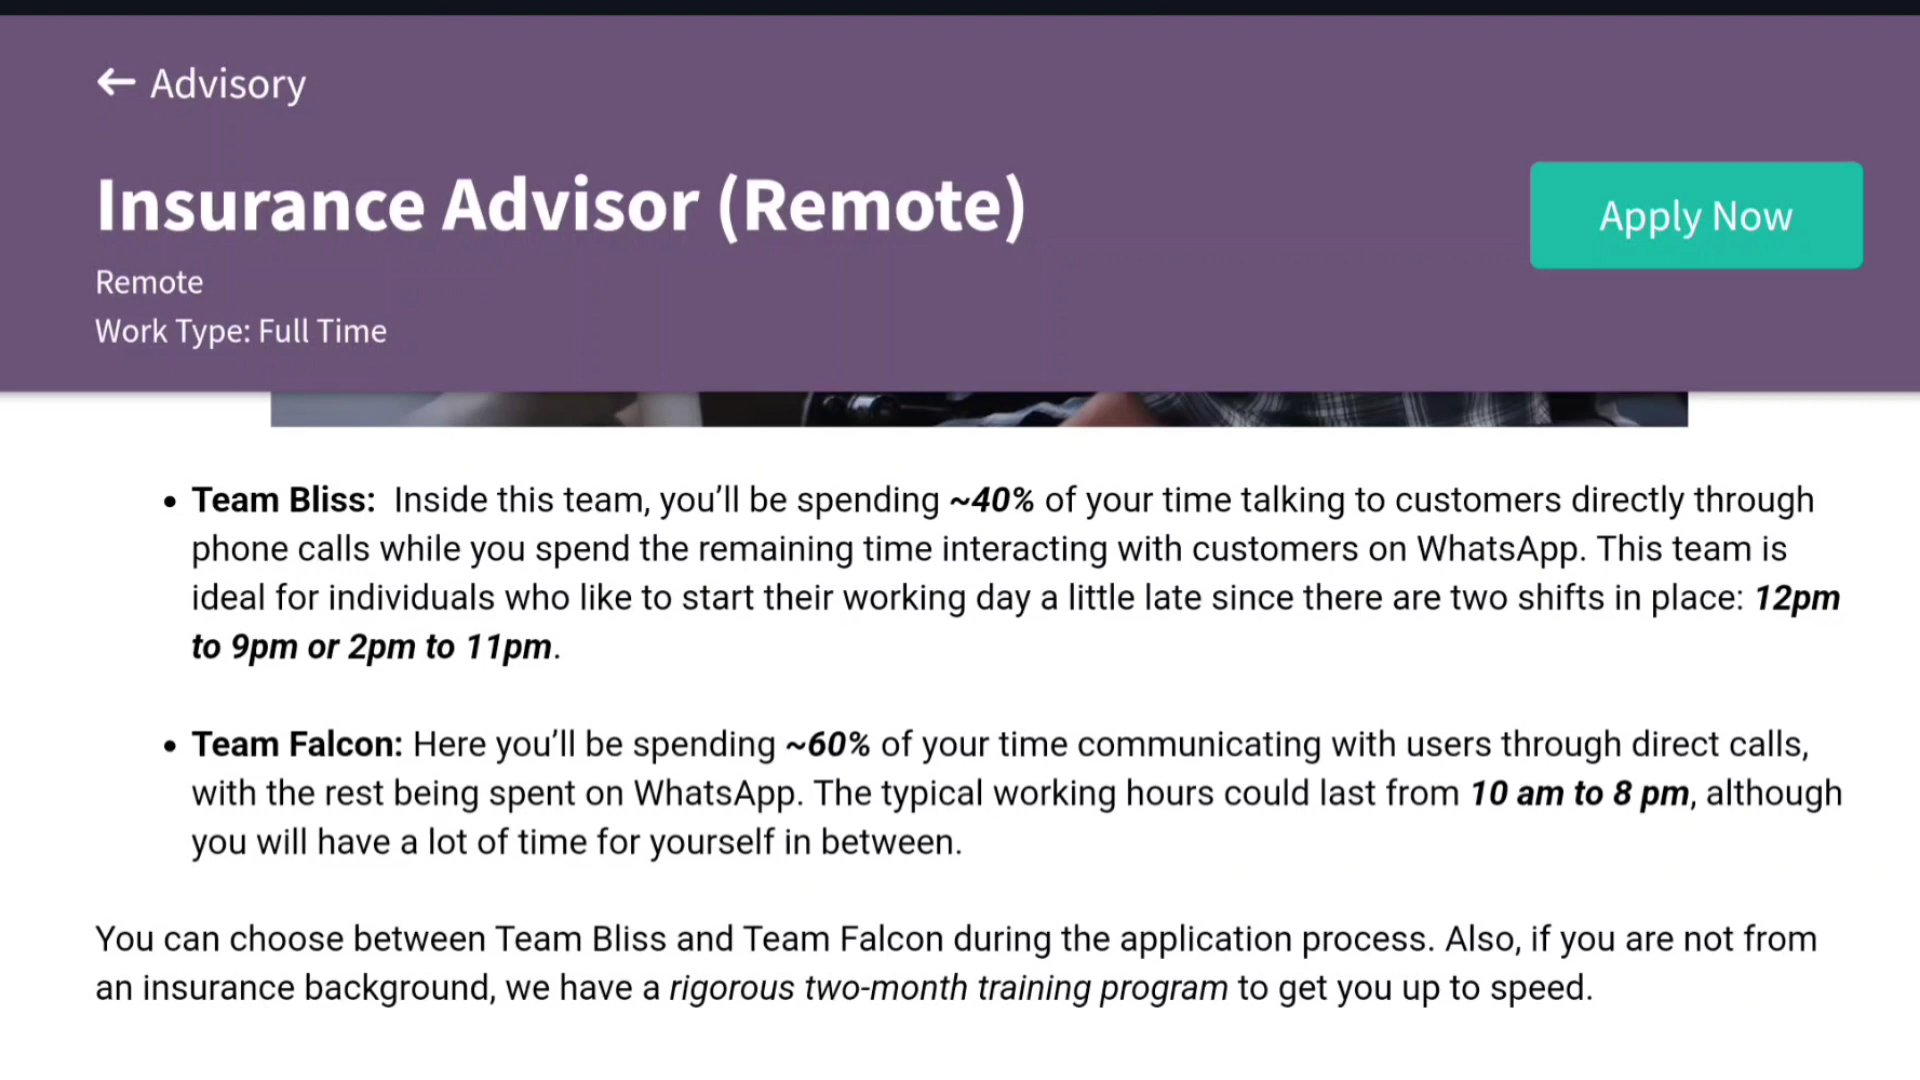 ← Advisory
Insurance Advisor (Remote)
Apply Now
Remote
Work Type: Full Time
• Team Bliss:  Inside this team, you’ll be spending ~40% of your time talking to customers directly through
phone calls while you spend the remaining time interacting with customers on WhatsApp. This team is
ideal for individuals who like to start their working day a little late since there are two shifts in place: 12pm
to 9pm or 2pm to 11pm.
• Team Falcon: Here you’ll be spending ~60% of your time communicating with users through direct calls,
with the rest being spent on WhatsApp. The typical working hours could last from 10 am to 8 pm, although
you will have a lot of time for yourself in between.
You can choose between Team Bliss and Team Falcon during the application process. Also, if you are not from
an insurance background, we have a rigorous two-month training program to get you up to speed.